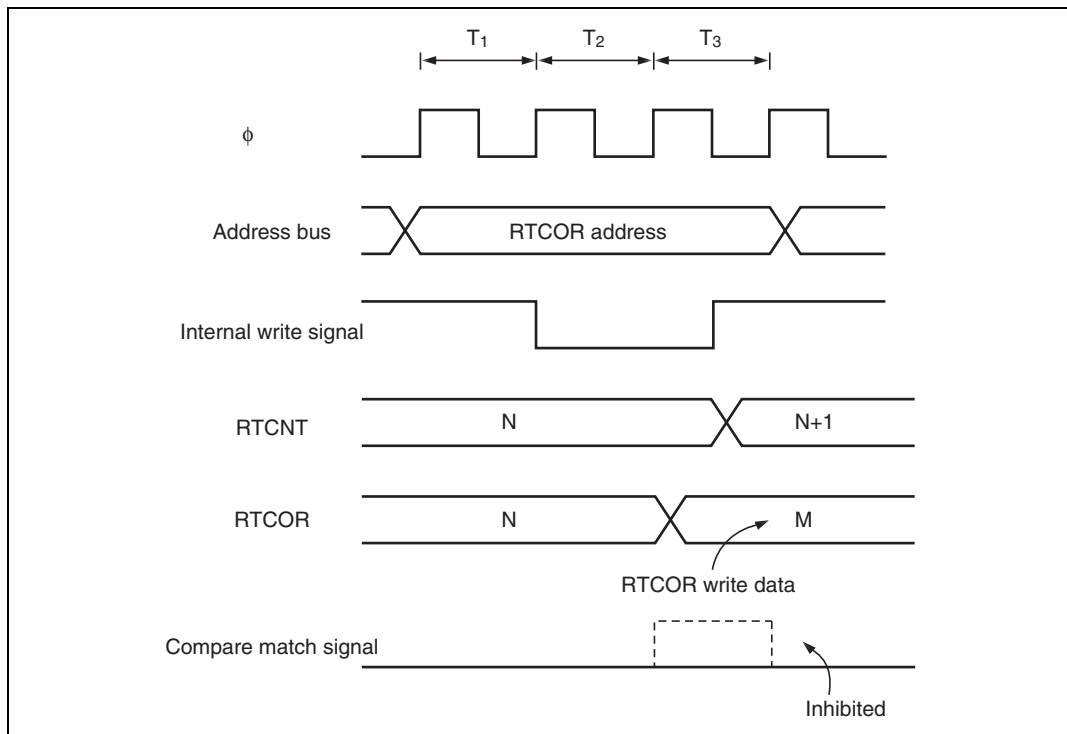 T1 T2 T3
ϕ
Address bus RTCOR address
Internal write signal
RTCNT N N+1
RTCOR N M
RTCOR write data
Compare match signal
Inhibited